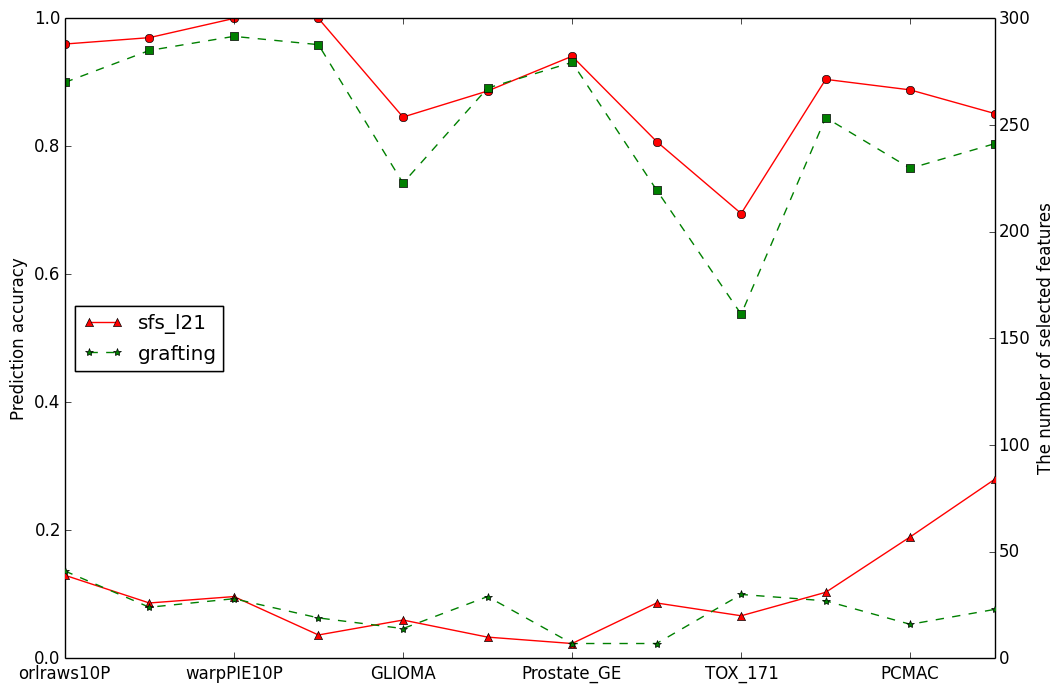 1.0
0.8
0.6
0.4
0.2
0.0
Prediction accuracy
300
250
200
150
100
50
0
The number of selected features
sfs_l21
grafting
orlraws10P
warpPIE10P
GLIOMA
Prostate_GE
TOX_171
PCMAC